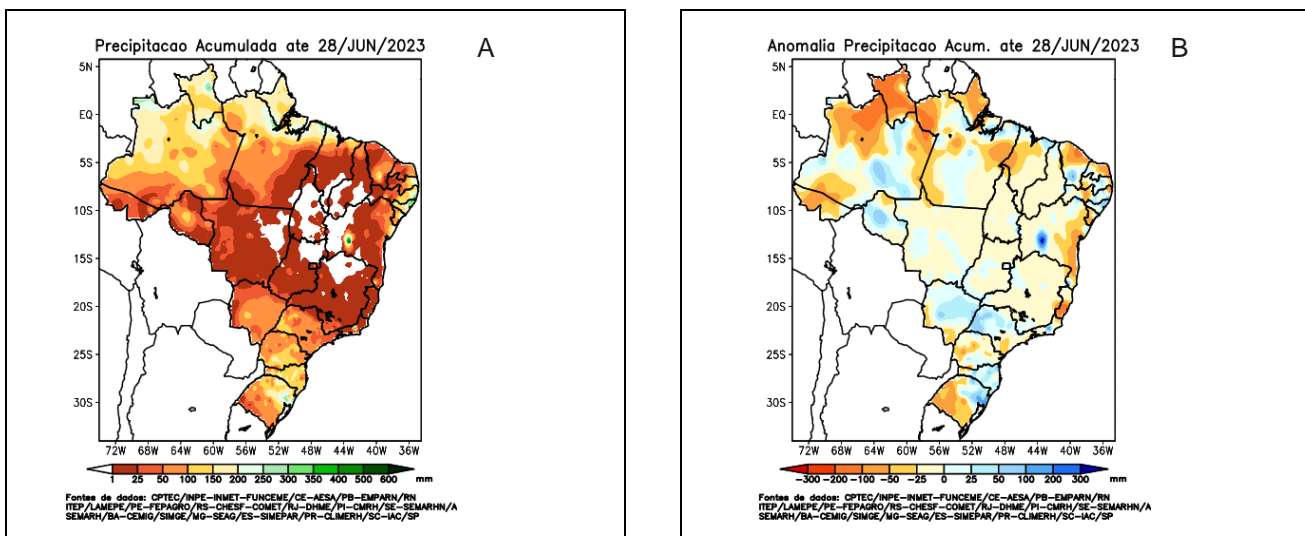 Precipitacao Acumulada ate 28/JUN/2023
A
5N
EQ
5S
10S
15S
20S
25S
30S
72W 68W 64W 60W 56W 52W 48W 44W 40W 36W
1 25 50 100 150 200 250 300 350 400 500 600 mm
Fontes de dados: CPTEC/INPE-INMET-FUNCEME/CE-AESA/PB-EMPARN/RN
ITEP/LAMEPE/PE-FEPAGRO/RS-CHESF-COMET/RJ-DHME/PI-CMRH/SE-SEMARHN/A
SEMARH/BA-CEMIG/SIMGE/MG-SEAG/ES-SIMEPAR/PR-CLIMERH/SC-IAC/SP
Anomalia Precipitacao Acum. ate 28/JUN/2023
B
5N
EQ
5S
10S
15S
20S
25S
30S
72W 68W 64W 60W 56W 52W 48W 44W 40W 36W
-300 -200 -100 -50 -25 0 25 50 100 200 300 mm
Fontes de dados: CPTEC/INPE-INMET-FUNCEME/CE-AESA/PB-EMPARN/RN
ITEP/LAMEPE/PE-FEPAGRO/RS-CHESF-COMET/RJ-DHME/PI-CMRH/SE-SEMARHN/A
SEMARH/BA-CEMIG/SIMGE/MG-SEAG/ES-SIMEPAR/PR-CLIMERH/SC-IAC/SP